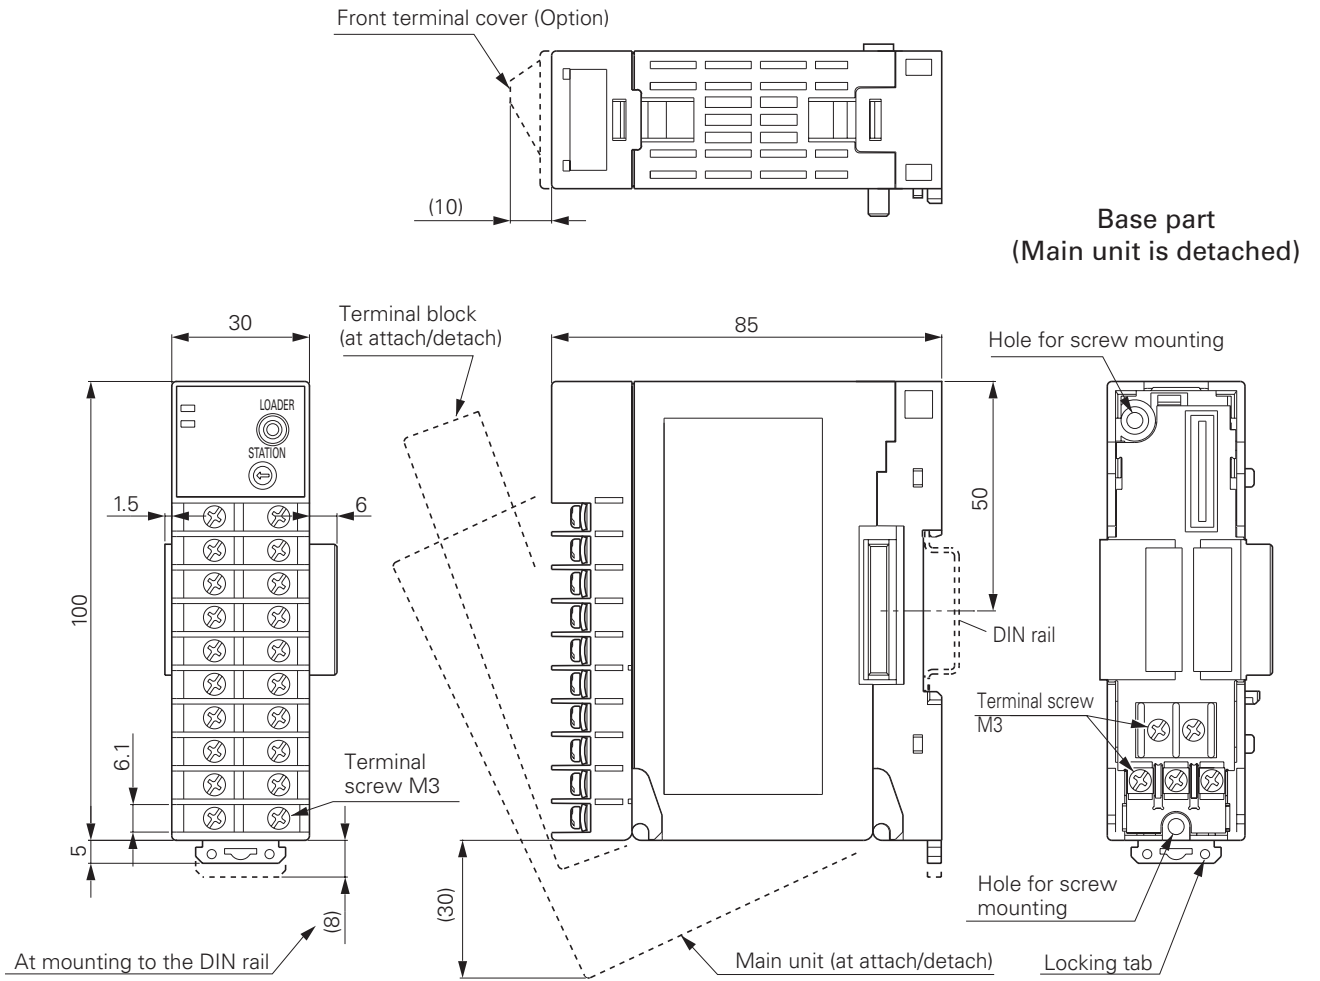 Front terminal cover (Option)
(10)
Base part
(Main unit is detached)
Terminal block
(at attach/detach)
30
85
Hole for screw mounting
LOADER
STATION
1.5
6
50
100
DIN rail
Terminal screw
M3
6.1
Terminal
screw M3
5
(8)
(30)
Hole for screw
mounting
At mounting to the DIN rail
Main unit (at attach/detach)
Locking tab